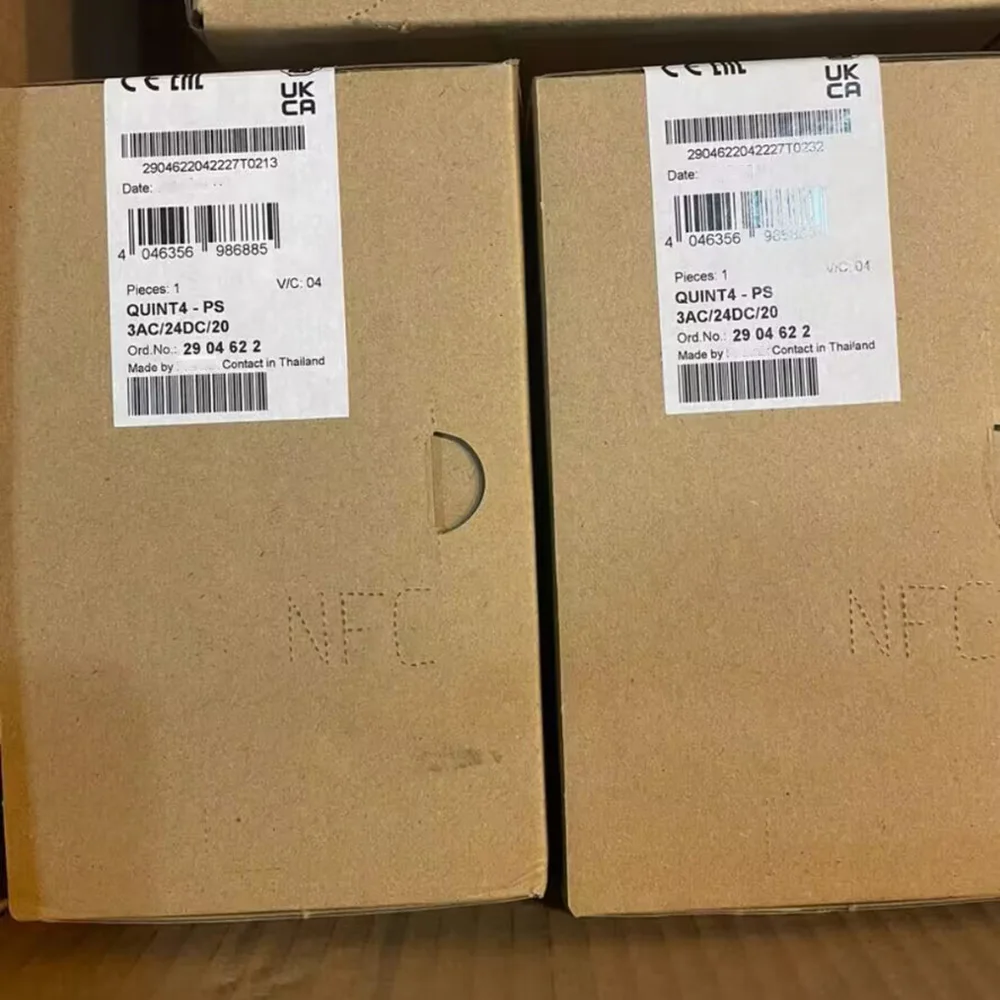 CE EAC
UK
CA
2904622042227T0213
Date:
4 046356 986885
Pieces: 1 V/C: 04
QUINT4 - PS
3AC/24DC/20
Ord.No.: 29 04 62 2
Made by Contact in Thailand
NFC
CE EAC
UK
CA
2904622042227T0232
Date:
4 046356
Pieces: 1 V/C: 04
QUINT4 - PS
3AC/24DC/20
Ord.No.: 29 04 62 2
Made by Contact in Thailand
NFC